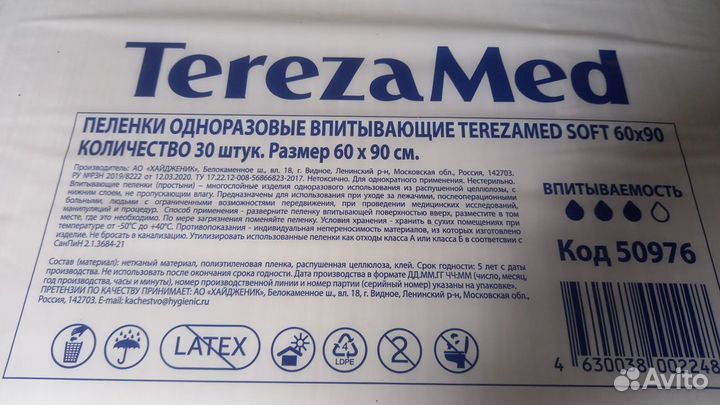 TerezaMed
ПЕЛЕНКИ ОДНОРАЗОВЫЕ ВПИТЫВАЮЩИЕ TEREZAMED SOFT 60x90
КОЛИЧЕСТВО 30 штук. Размер 60 x 90 см.
Производитель: АО «ХАЙДЖЕНИК», Белокаменное ш., вл. 18, г. Видное, Ленинский р-н, Московская обл., Россия, 142703.
РУ №РЗН 2019/8222 от 12.03.2020. ТУ 17.22.12-008-56866823-2017. Нетоксично. Для однократного применения. Нестерильно.
Впитывающие пеленки (простыни) – многослойные изделия одноразового использования из распушенной целлюлозы, с
нижним слоем, не пропускающим влагу. Предназначены для использования при уходе за лежачими, послеоперационными
больными, людьми с ограниченными возможностями передвижения, при проведении медицинских исследований,
манипуляций и процедур. Способ применения - разверните пеленку впитывающей поверхностью вверх, разместите в том
месте, где это необходимо. По мере загрязнения поменяйте пеленку. Условия хранения - хранить в сухих помещениях при
температуре от -50°С до +40°С. Противопоказания - индивидуальная непереносимость материалов, из которых изготовлено
изделие. Не бросать в канализацию. Утилизировать использованные пеленки как отходы класса А или класса Б в соответствии с
СанПиН 2.1.3684-21
Состав (материал): нетканый материал, полиэтиленовая пленка, распушенная целлюлоза, клей. Срок годности: 5 лет с даты
производства. Не использовать после окончания срока годности. Дата производства в формате ДД.ММ.ГГ ЧЧ:ММ (число, месяц,
год производства, часы и минуты), номер производственной линии и номер партии (серийный номер) указаны на упаковке».
ПРЕТЕНЗИИ ПО КАЧЕСТВУ ПРИНИМАЕТ: АО «ХАЙДЖЕНИК», Белокаменное ш., вл. 18, г. Видное, Ленинский р-н, Московская обл.,
Россия, 142703. E-mail: kachestvo@hygienic.ru
ВПИТЫВАЕМОСТЬ
Код 50976
LATEX
4
LDPE
2
4 630038 002248
Avito